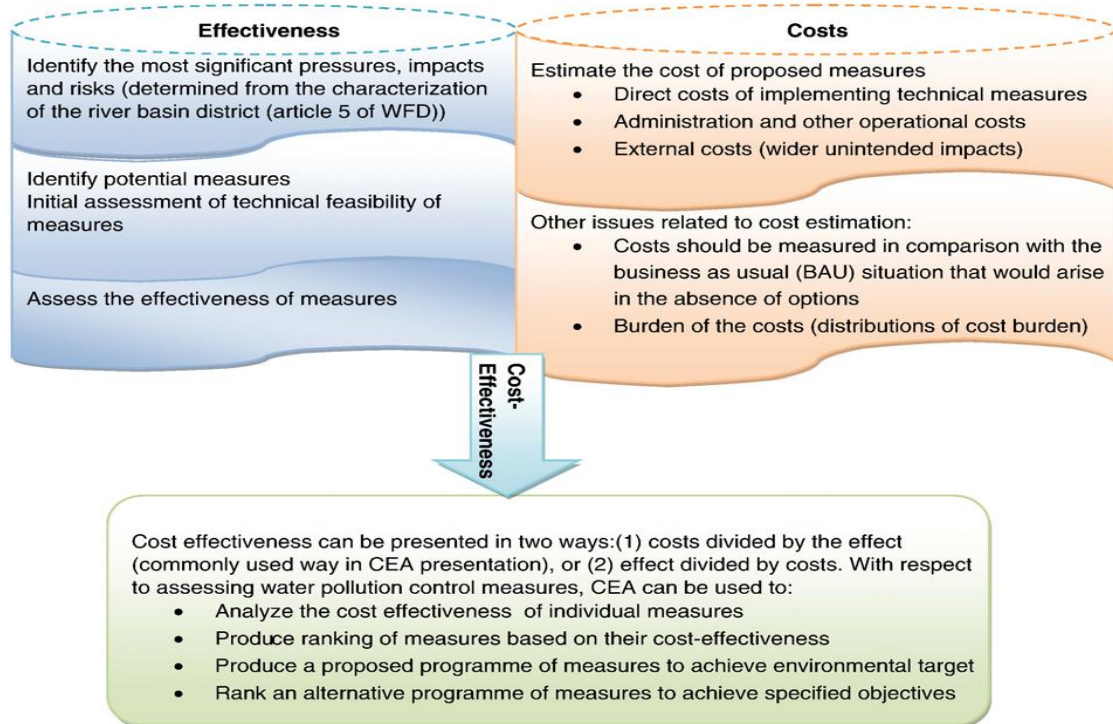 Effectiveness
Identify the most significant pressures, impacts
and risks (determined from the characterization
of the river basin district (article 5 of WFD))
Identify potential measures
Initial assessment of technical feasibility of
measures
Assess the effectiveness of measures
Costs
Estimate the cost of proposed measures
• Direct costs of implementing technical measures
• Administration and other operational costs
• External costs (wider unintended impacts)
Other issues related to cost estimation:
• Costs should be measured in comparison with the
business as usual (BAU) situation that would arise
in the absence of options
• Burden of the costs (distributions of cost burden)
Cost-
Effectiveness
Cost effectiveness can be presented in two ways:(1) costs divided by the effect
(commonly used way in CEA presentation), or (2) effect divided by costs. With respect
to assessing water pollution control measures, CEA can be used to:
• Analyze the cost effectiveness of individual measures
• Produce ranking of measures based on their cost-effectiveness
• Produce a proposed programme of measures to achieve environmental target
• Rank an alternative programme of measures to achieve specified objectives